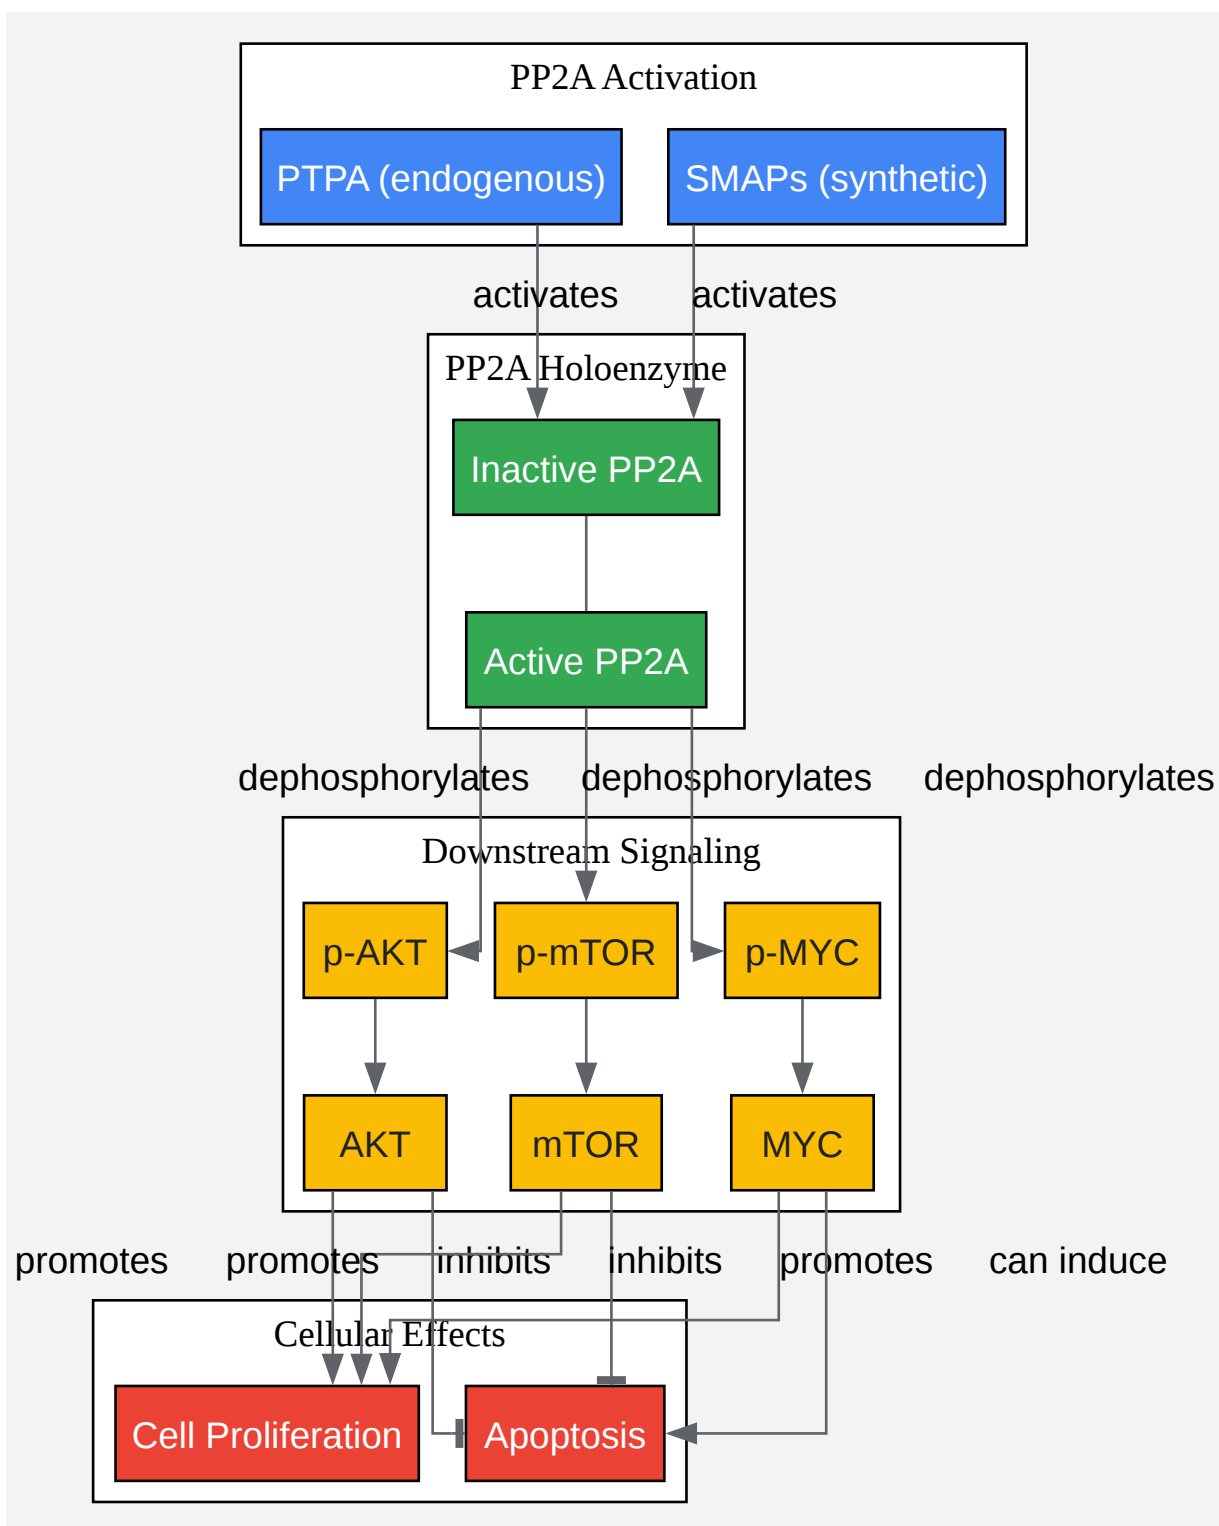 PP2A Activation
PTPA (endogenous)
SMAPs (synthetic)
activates
activates
PP2A Holoenzyme
Inactive PP2A
Active PP2A
dephosphorylates
dephosphorylates
dephosphorylates
Downstream Signaling
p-AKT
p-mTOR
p-MYC
AKT
mTOR
MYC
promotes
promotes
inhibits
inhibits
promotes
can induce
Cellular Effects
Cell Proliferation
Apoptosis